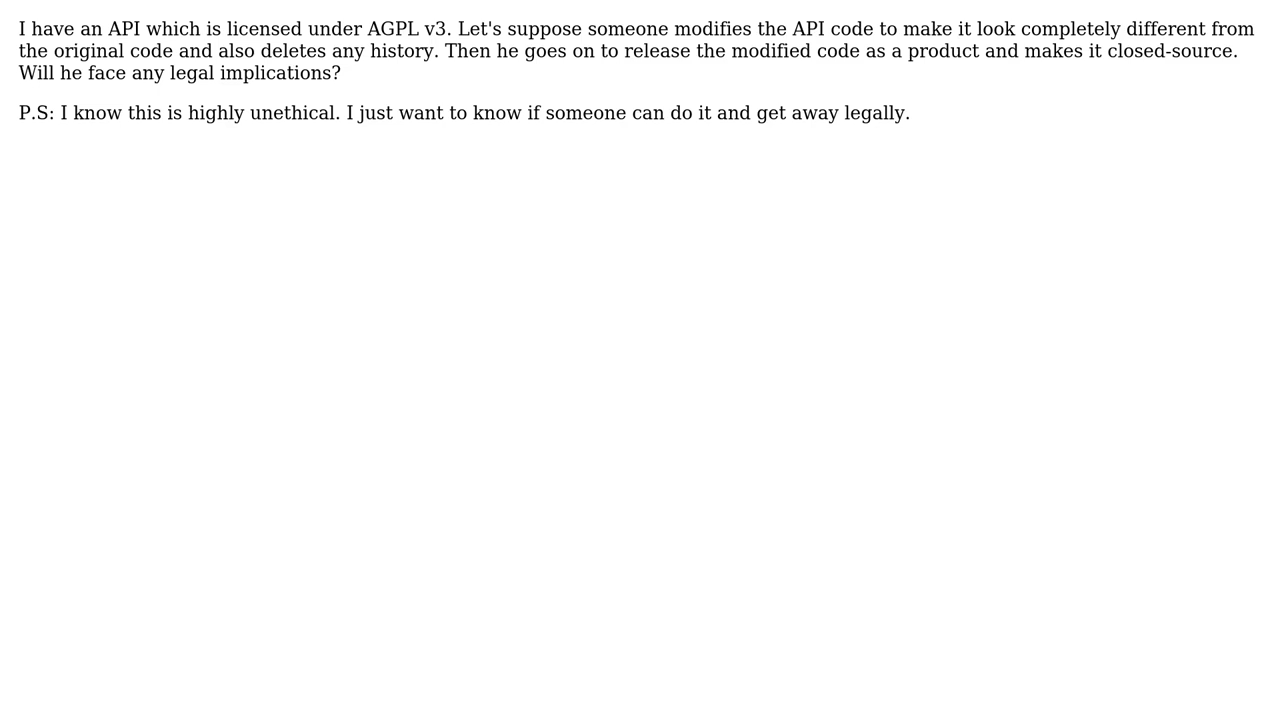 I have an API which is licensed under AGPL v3. Let's suppose someone modifies the API code to make it look completely different from
the original code and also deletes any history. Then he goes on to release the modified code as a product and makes it closed-source.
Will he face any legal implications?
P.S: I know this is highly unethical. I just want to know if someone can do it and get away legally.